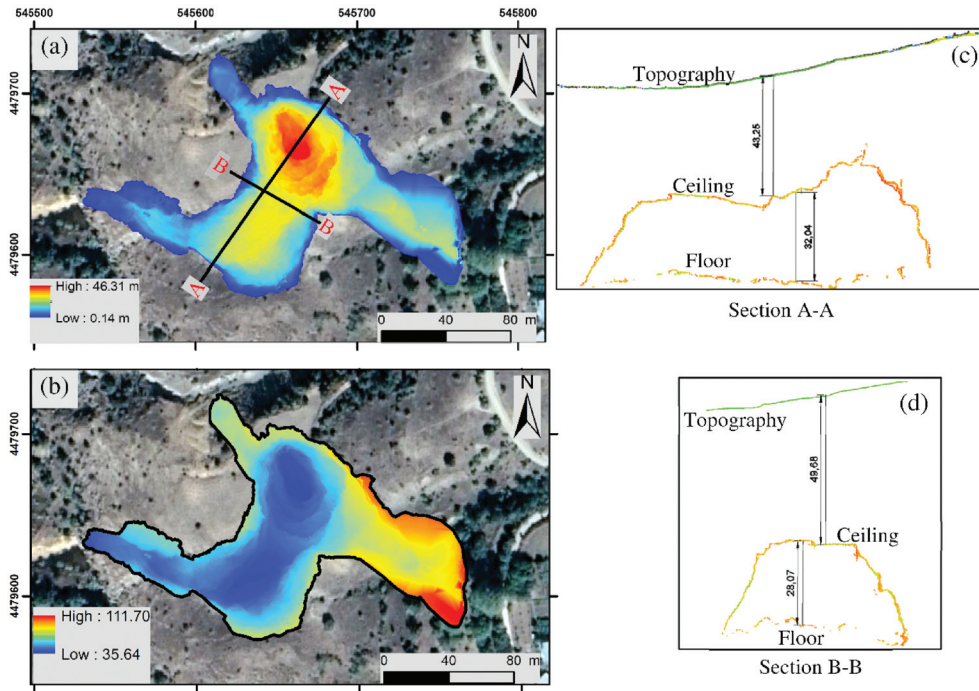 545500 545600 545700 545800
(a)
N
4479700
4479600
A
B
B
A
High : 46.31 m
Low : 0.14 m
0 40 80 m
(c)
Topography
43,25
Ceiling
32,04
Floor
Section A-A
(b)
N
4479700
4479600
High : 111.70
Low : 35.64
0 40 80 m
(d)
Topography
49,68
Ceiling
28,07
Floor
Section B-B